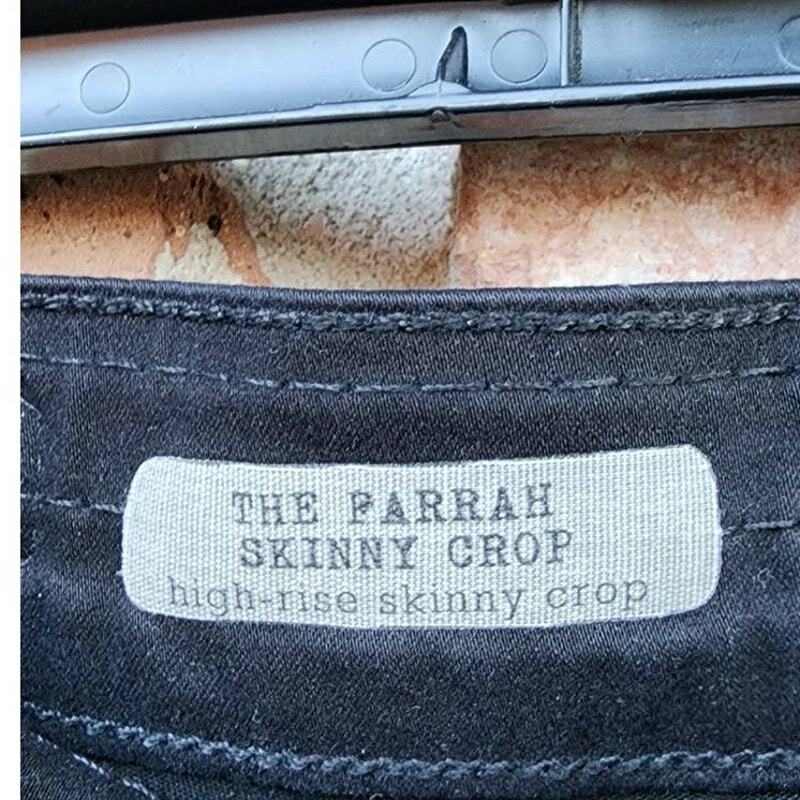 THE FARRAH
SKINNY CROP
high-rise skinny crop